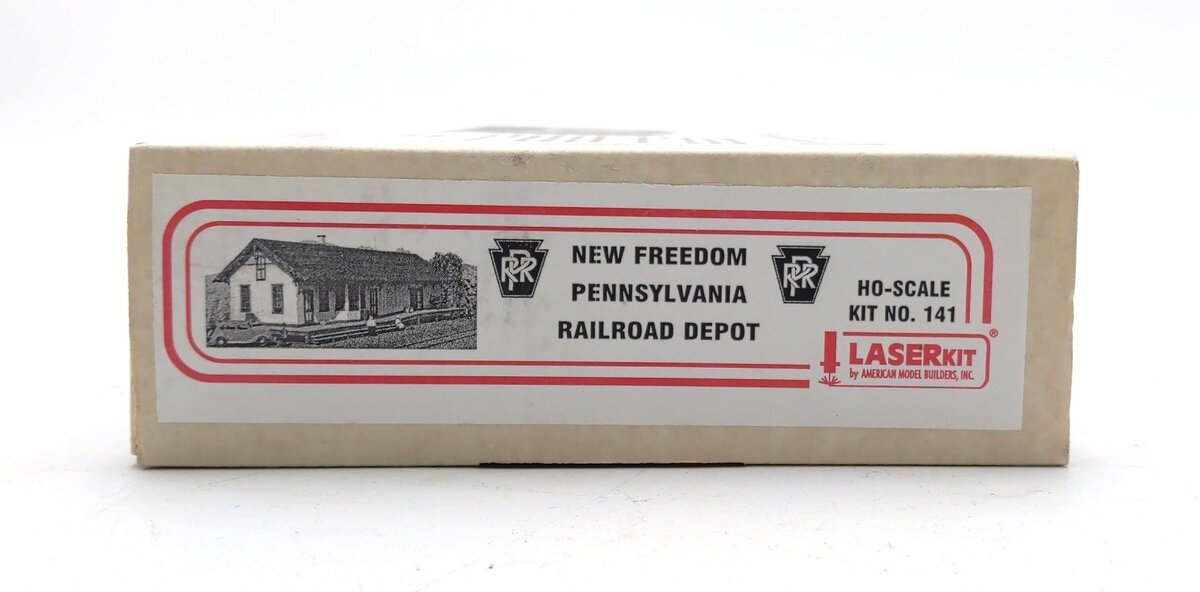 PRR
NEW FREEDOM
PENNSYLVANIA
RAILROAD DEPOT
PRR
HO-SCALE
KIT NO. 141
LASERKIT®
by AMERICAN MODEL BUILDERS, INC.